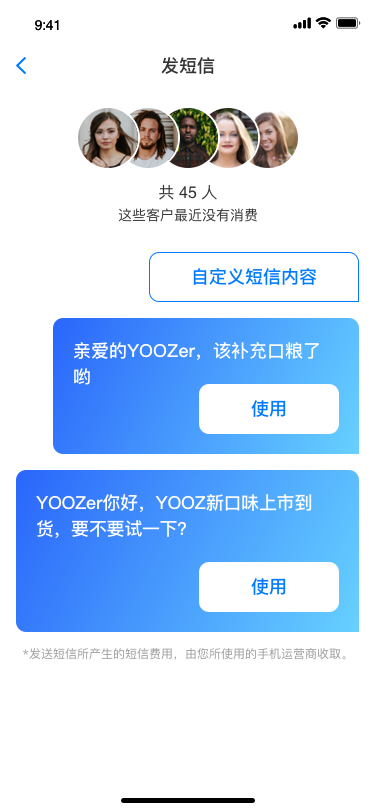 9:41
发短信
共 45 人
这些客户最近没有消费
自定义短信内容
亲爱的YOOZer，该补充口粮了
哟
使用
YOOZer你好，YOOZ新口味上市到
货，要不要试一下?
使用
*发送短信所产生的短信费用，由您所使用的手机运营商收取。